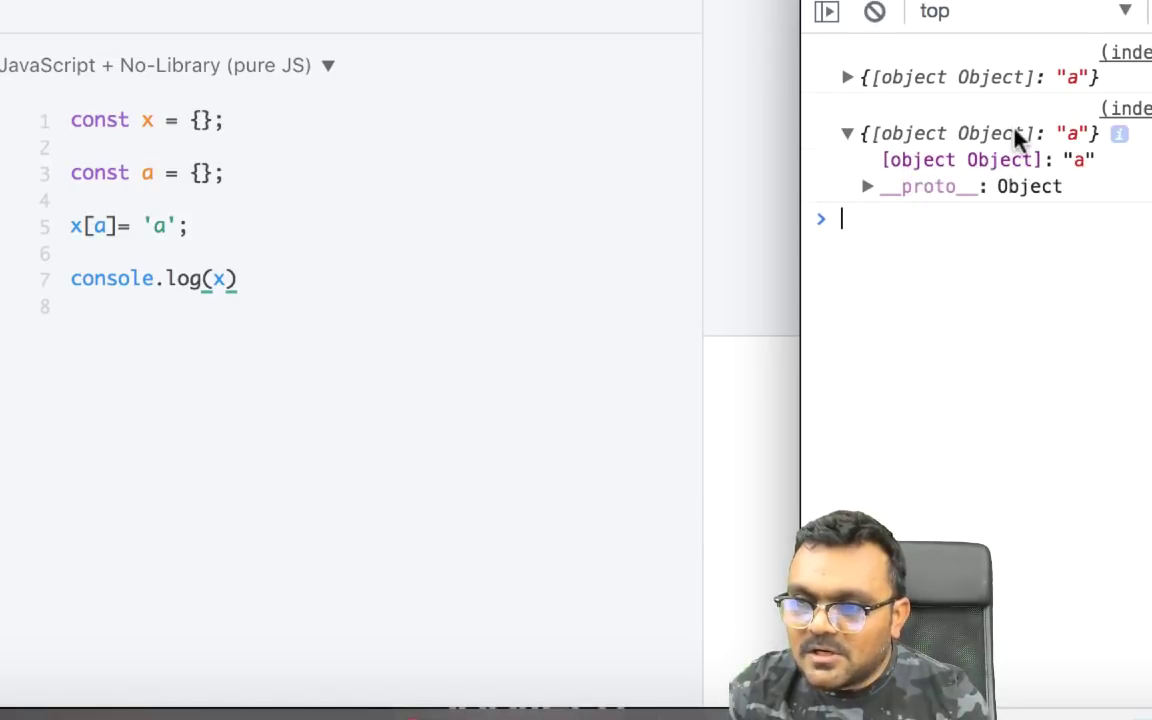 top
JavaScript + No-Library (pure JS) ▼
1 const x = {};
2
3 const a = {};
4
5 x[a]= 'a';
6
7 console.log(x)
8
(inde
▶ {[object Object]: "a"}
(inde
▼ {[object Object]: "a"} i
[object Object]: "a"
▶ __proto__: Object
>